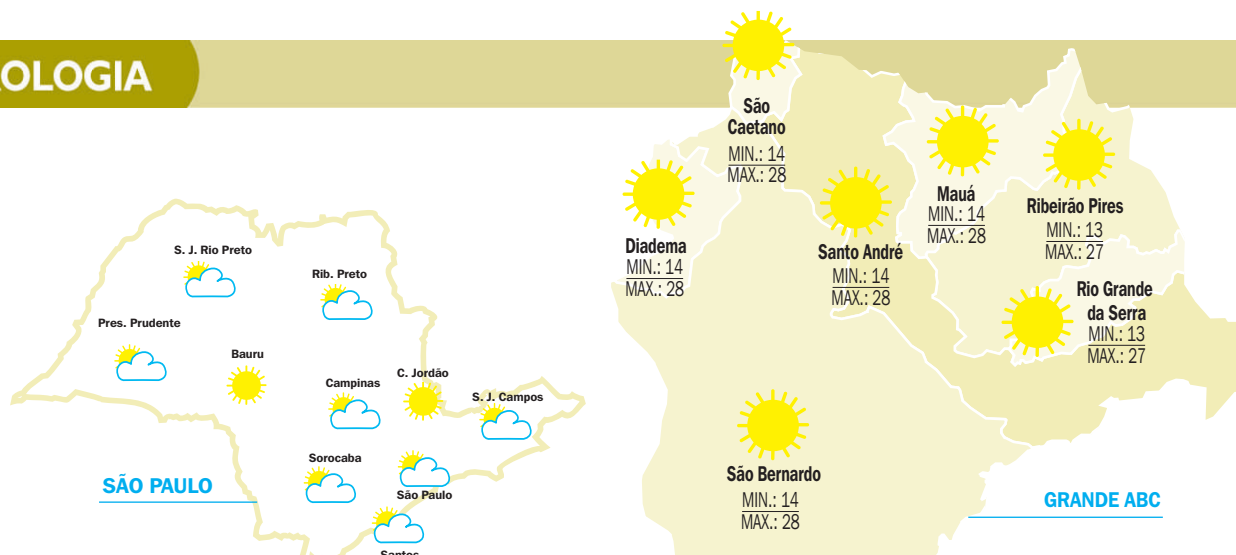 OLOGIA
S. J. Rio Preto
Rib. Preto
Pres. Prudente
Bauru
Campinas
C. Jordão
S. J. Campos
Sorocaba
São Paulo
Santos
SÃO PAULO
São
Caetano
MIN.: 14
MAX.: 28
Diadema
MIN.: 14
MAX.: 28
Santo André
MIN.: 14
MAX.: 28
Mauá
MIN.: 14
MAX.: 28
Ribeirão Pires
MIN.: 13
MAX.: 27
Rio Grande
da Serra
MIN.: 13
MAX.: 27
São Bernardo
MIN.: 14
MAX.: 28
GRANDE ABC